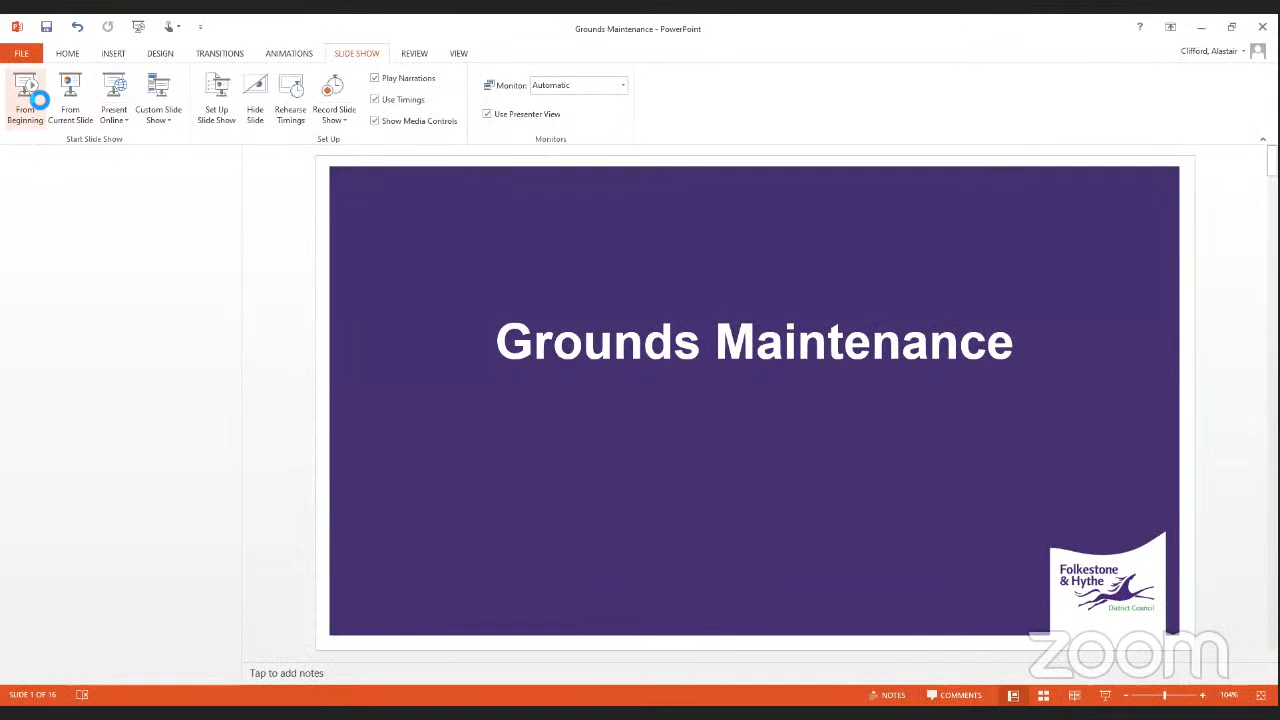 Grounds Maintenance - PowerPoint
?
Clifford, Alastair
FILE HOME INSERT DESIGN TRANSITIONS ANIMATIONS SLIDE SHOW REVIEW VIEW
From
Beginning
From
Current Slide
Present
Online
Custom Slide
Show
Start Slide Show
Set Up
Slide Show
Hide
Slide
Rehearse
Timings
Record Slide
Show
Play Narrations
Use Timings
Show Media Controls
Set Up
Monitor: Automatic
Use Presenter View
Monitors
Grounds Maintenance
Folkestone
& Hythe
District Council
zoom
Tap to add notes
SLIDE 1 OF 16 NOTES COMMENTS 104%